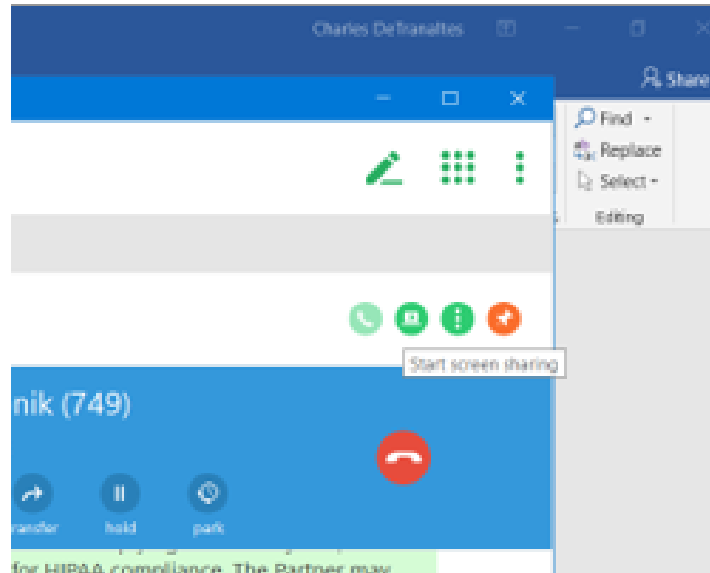 Charles DeTranaltes
Share
Find
Replace
Select
Editing
Start screen sharing
nik (749)
transfer
hold
park
for HIPAA compliance. The Partner may